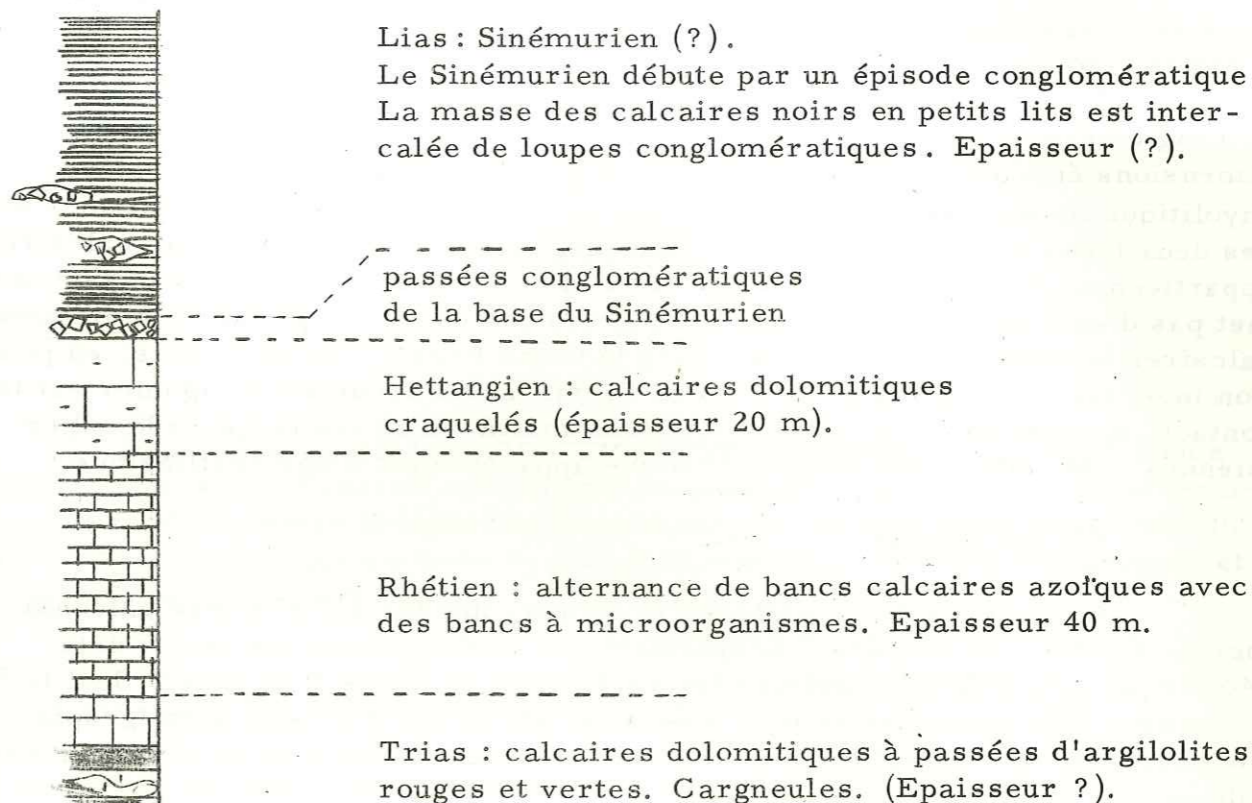 Lias : Sinémurien (?).
Le Sinémurien débute par un épisode conglomératique
La masse des calcaires noirs en petits lits est inter-
calée de loupes conglomératiques. Epaisseur (?).
passées conglomératiques
de la base du Sinémurien
Hettangien : calcaires dolomitiques
craquelés (épaisseur 20 m).
Rhétien : alternance de bancs calcaires azoïques avec
des bancs à microorganismes. Epaisseur 40 m.
Trias : calcaires dolomitiques à passées d'argilolites
rouges et vertes. Cargneules. (Epaisseur ?).